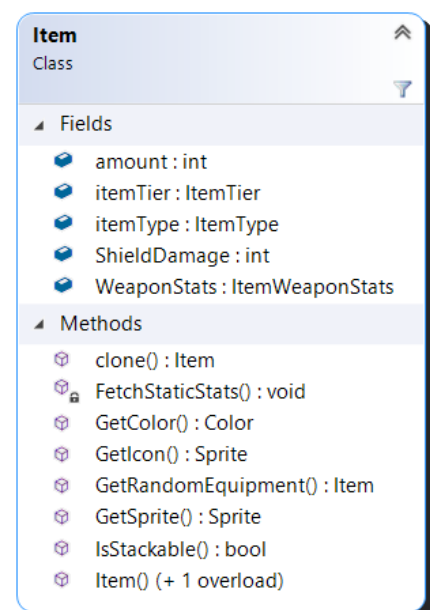 Item
Class
Fields
amount : int
itemTier : ItemTier
itemType : ItemType
ShieldDamage : int
WeaponStats : ItemWeaponStats
Methods
clone() : Item
FetchStaticStats() : void
GetColor() : Color
GetIcon() : Sprite
GetRandomEquipment() : Item
GetSprite() : Sprite
IsStackable() : bool
Item() (+ 1 overload)